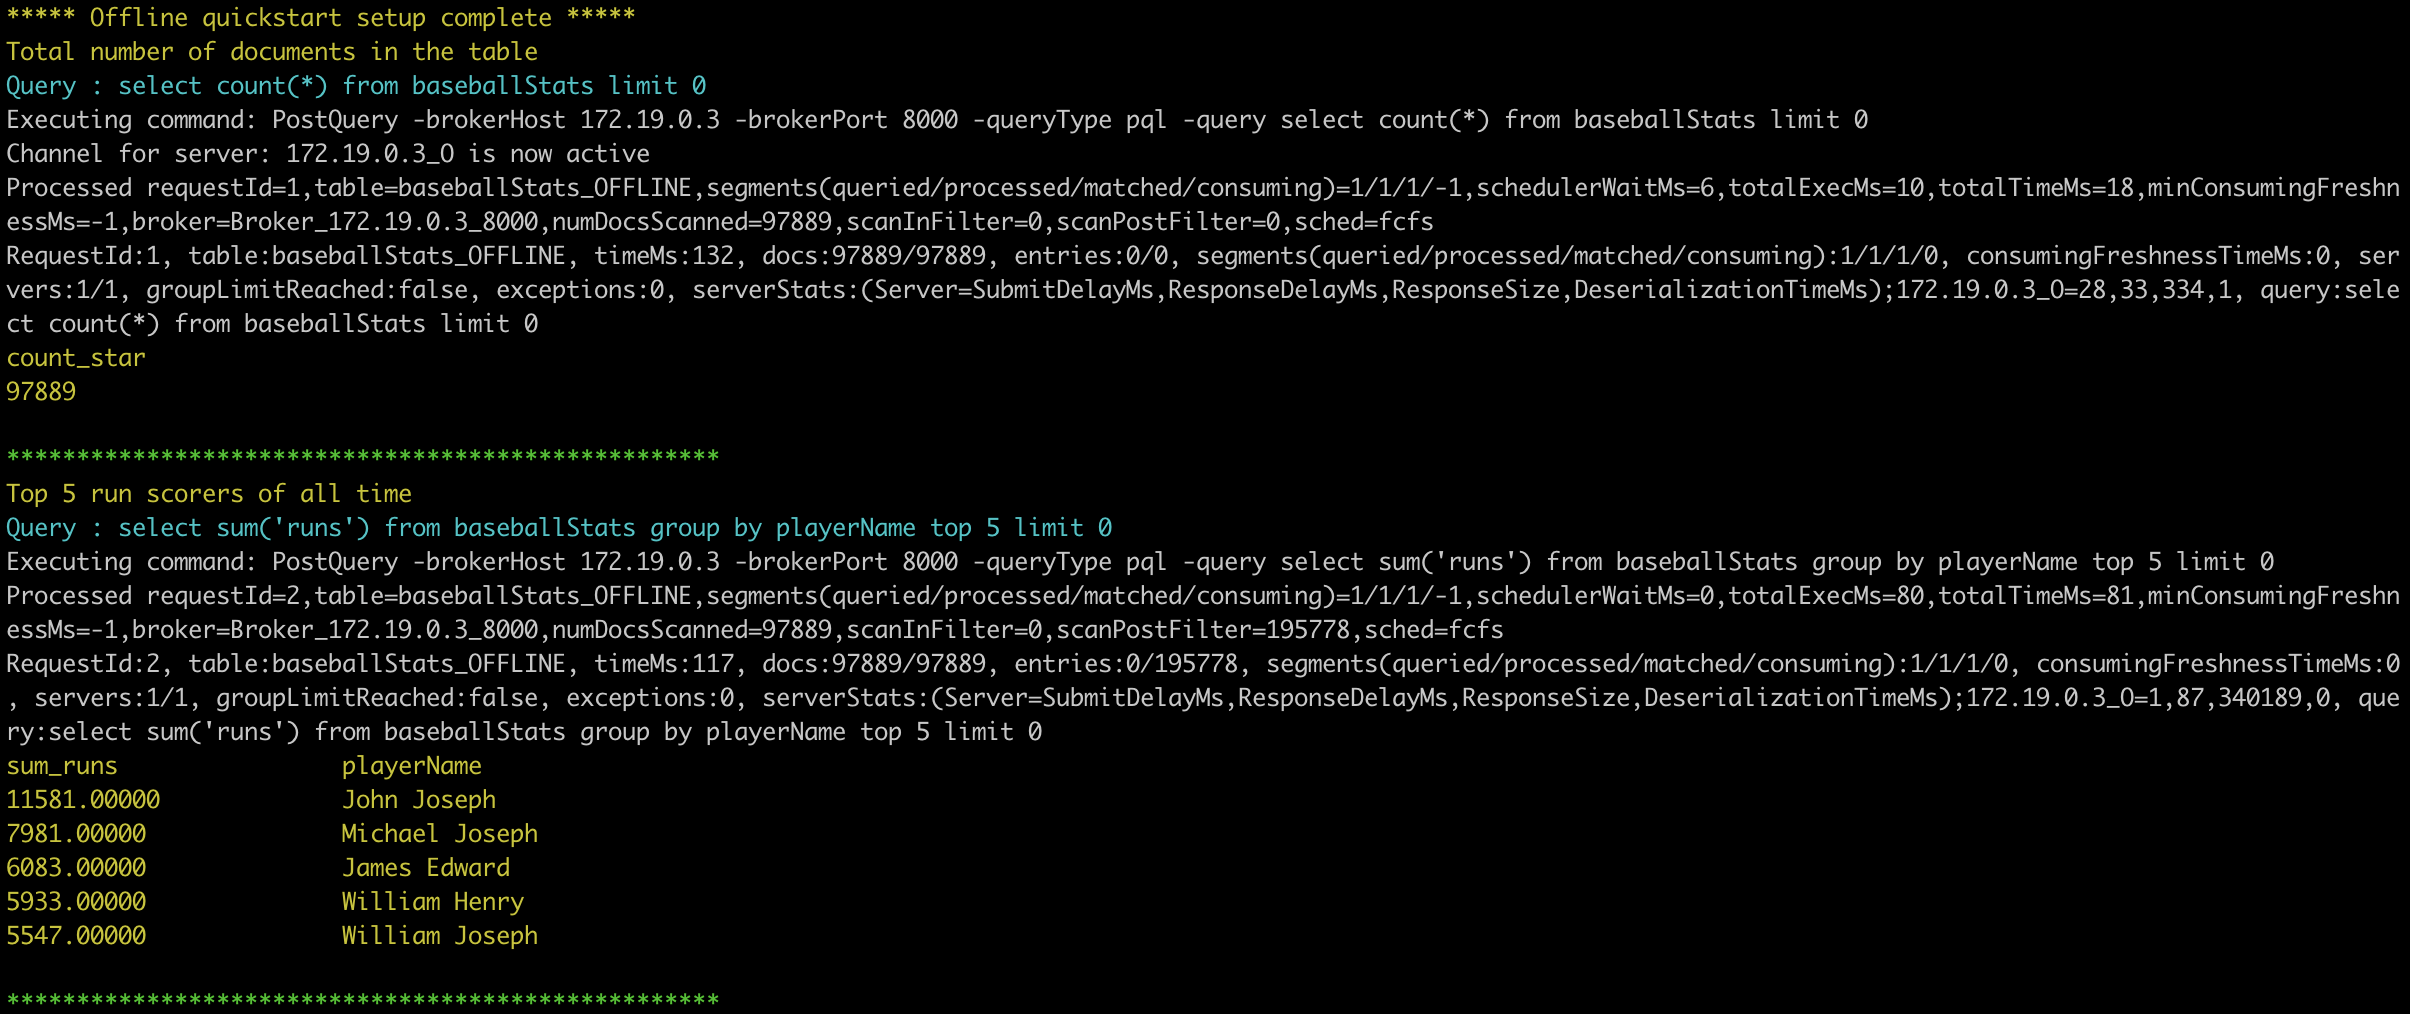 ***** Offline quickstart setup complete *****
Total number of documents in the table
Query : select count(*) from baseballStats limit 0
Executing command: PostQuery -brokerHost 172.19.0.3 -brokerPort 8000 -queryType pql -query select count(*) from baseballStats limit 0
Channel for server: 172.19.0.3_O is now active
Processed requestId=1,table=baseballStats_OFFLINE,segments(queried/processed/matched/consuming)=1/1/1/-1,schedulerWaitMs=6,totalExecMs=10,totalTimeMs=18,minConsumingFreshn
essMs=-1,broker=Broker_172.19.0.3_8000,numDocsScanned=97889,scanInFilter=0,scanPostFilter=0,sched=fcfs
RequestId:1, table:baseballStats_OFFLINE, timeMs:132, docs:97889/97889, entries:0/0, segments(queried/processed/matched/consuming):1/1/1/0, consumingFreshnessTimeMs:0, ser
vers:1/1, groupLimitReached:false, exceptions:0, serverStats:(Server=SubmitDelayMs,ResponseDelayMs,ResponseSize,DeserializationTimeMs);172.19.0.3_O=28,33,334,1, query:sele
ct count(*) from baseballStats limit 0
count_star
97889
***************************************************
Top 5 run scorers of all time
Query : select sum('runs') from baseballStats group by playerName top 5 limit 0
Executing command: PostQuery -brokerHost 172.19.0.3 -brokerPort 8000 -queryType pql -query select sum('runs') from baseballStats group by playerName top 5 limit 0
Processed requestId=2,table=baseballStats_OFFLINE,segments(queried/processed/matched/consuming)=1/1/1/-1,schedulerWaitMs=0,totalExecMs=80,totalTimeMs=81,minConsumingFreshn
essMs=-1,broker=Broker_172.19.0.3_8000,numDocsScanned=97889,scanInFilter=0,scanPostFilter=195778,sched=fcfs
RequestId:2, table:baseballStats_OFFLINE, timeMs:117, docs:97889/97889, entries:0/195778, segments(queried/processed/matched/consuming):1/1/1/0, consumingFreshnessTimeMs:0
, servers:1/1, groupLimitReached:false, exceptions:0, serverStats:(Server=SubmitDelayMs,ResponseDelayMs,ResponseSize,DeserializationTimeMs);172.19.0.3_O=1,87,340189,0, que
ry:select sum('runs') from baseballStats group by playerName top 5 limit 0
sum_runs                playerName
11581.00000             John Joseph
7981.00000              Michael Joseph
6083.00000              James Edward
5933.00000              William Henry
5547.00000              William Joseph
***************************************************